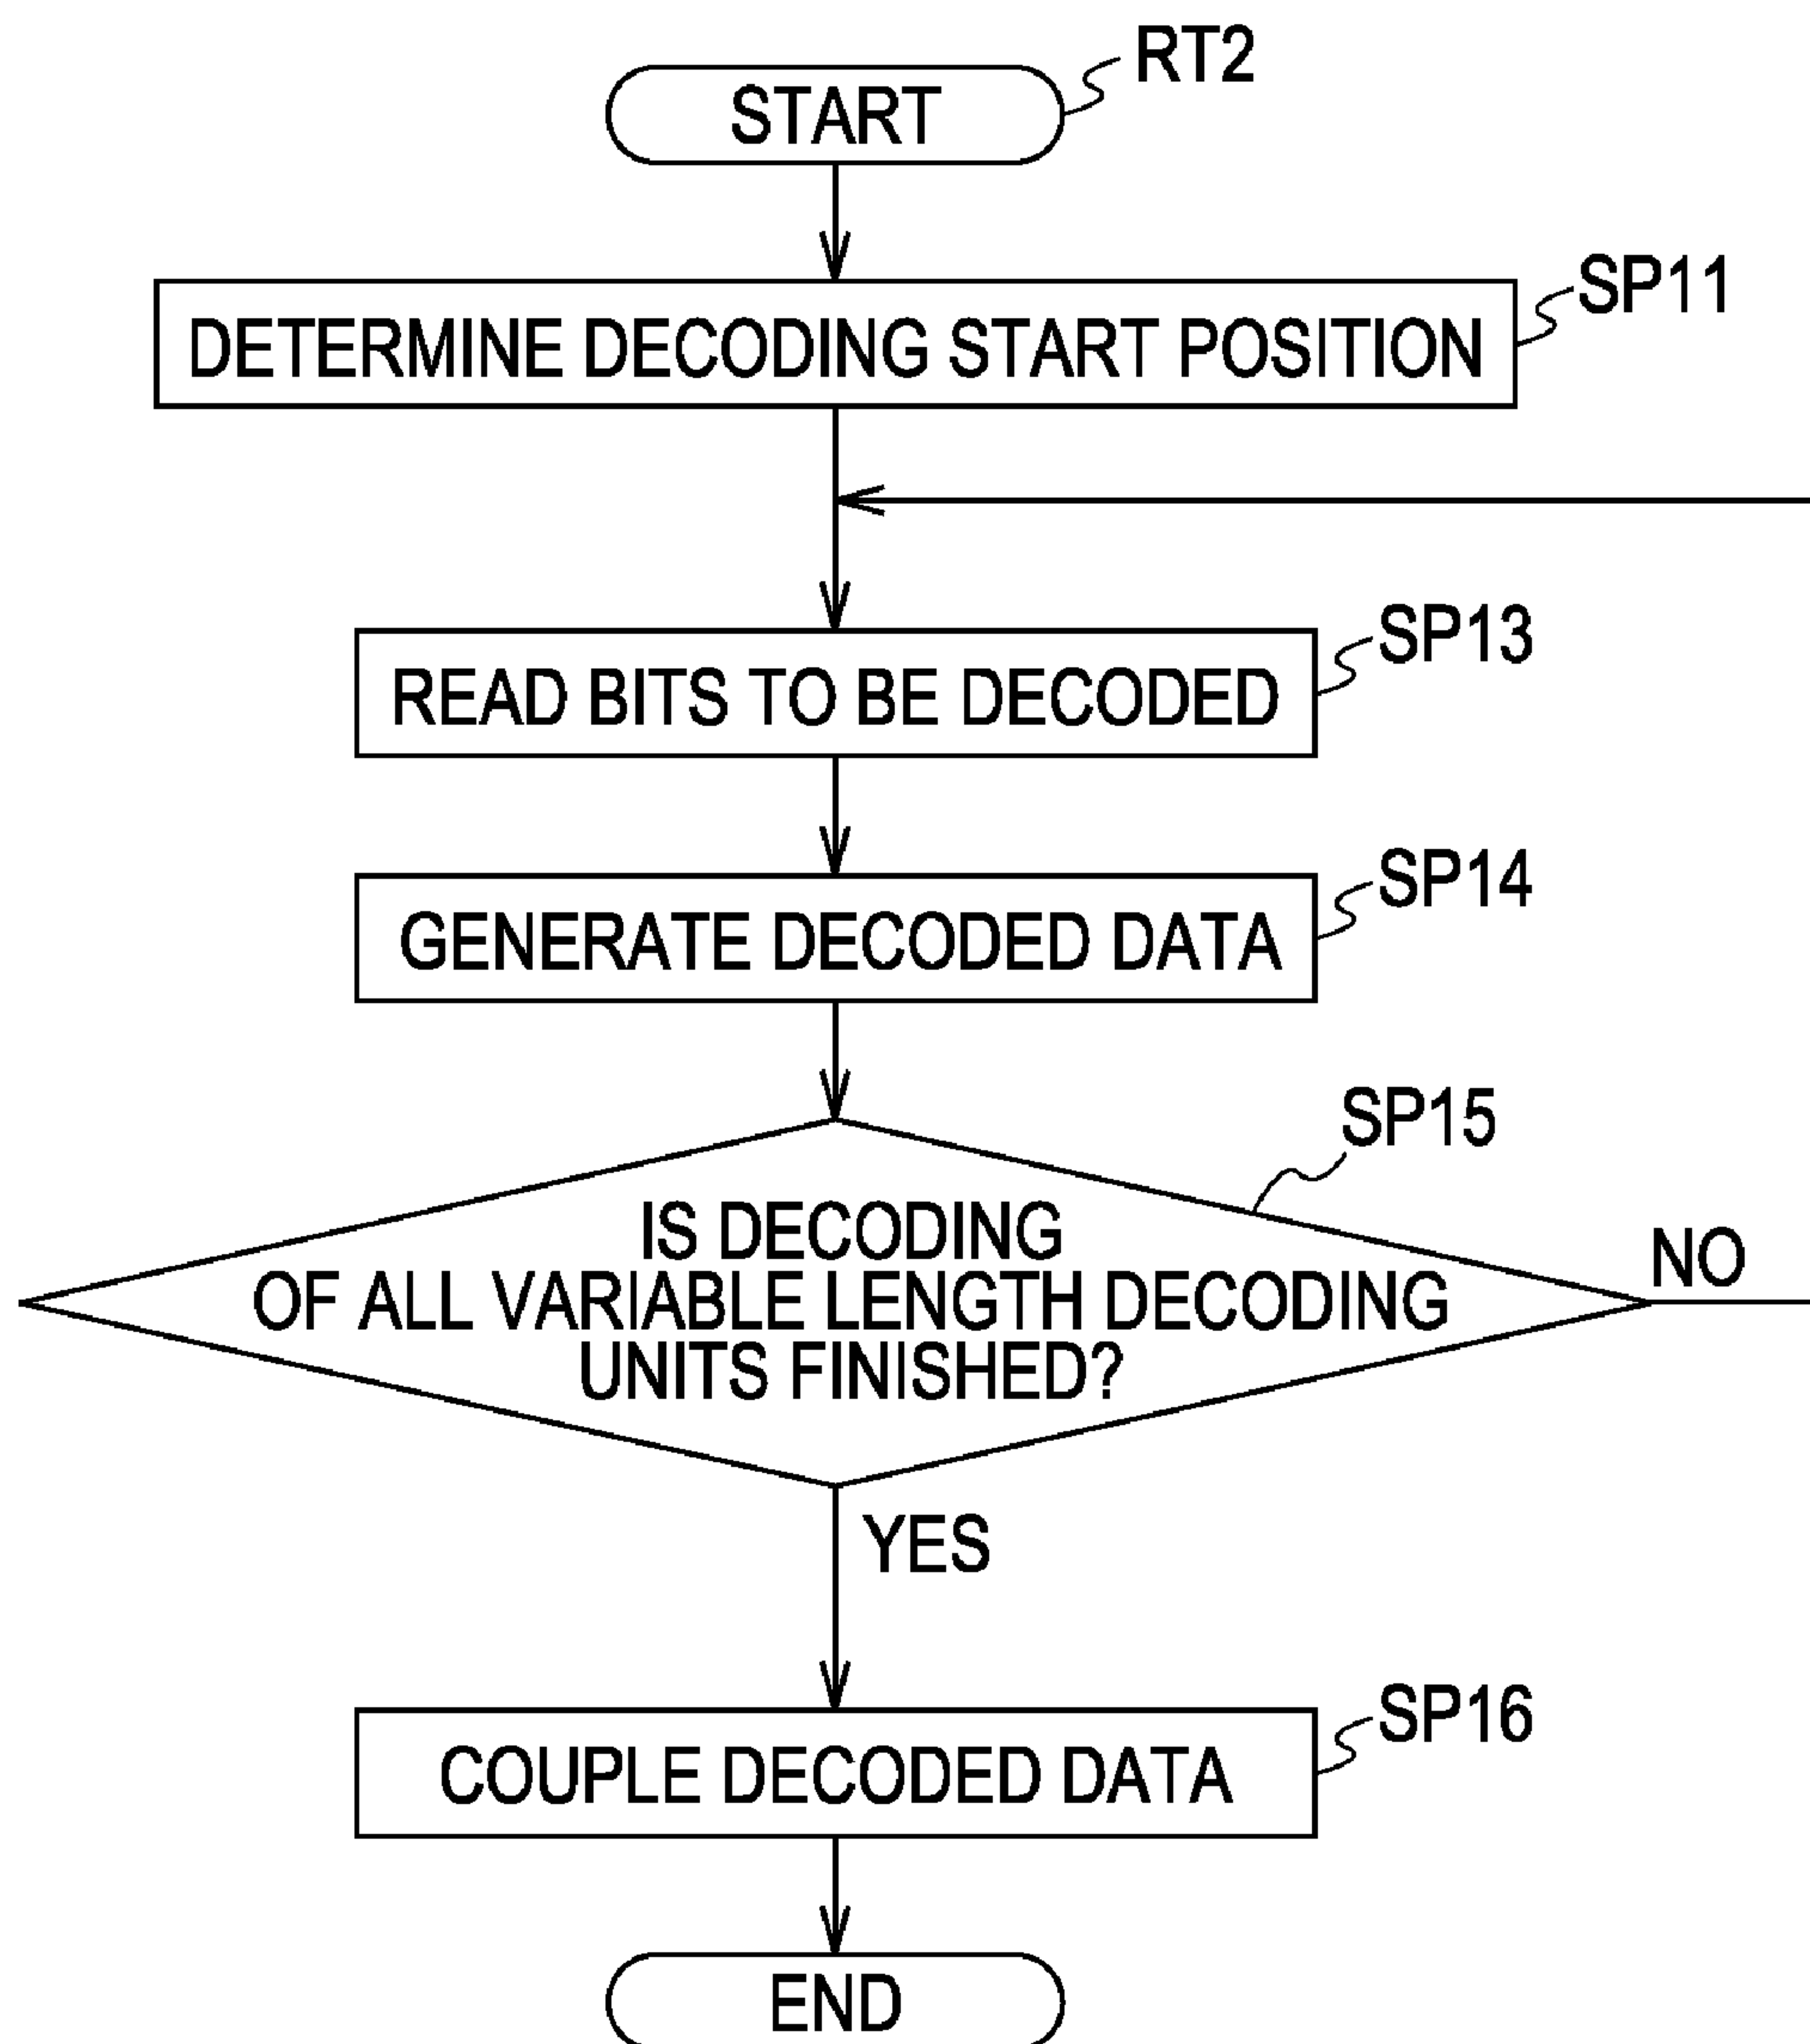 RT2
START
SP11
DETERMINE DECODING START POSITION
SP13
READ BITS TO BE DECODED
SP14
GENERATE DECODED DATA
SP15
IS DECODING
OF ALL VARIABLE LENGTH DECODING
UNITS FINISHED?
NO
YES
SP16
COUPLE DECODED DATA
END